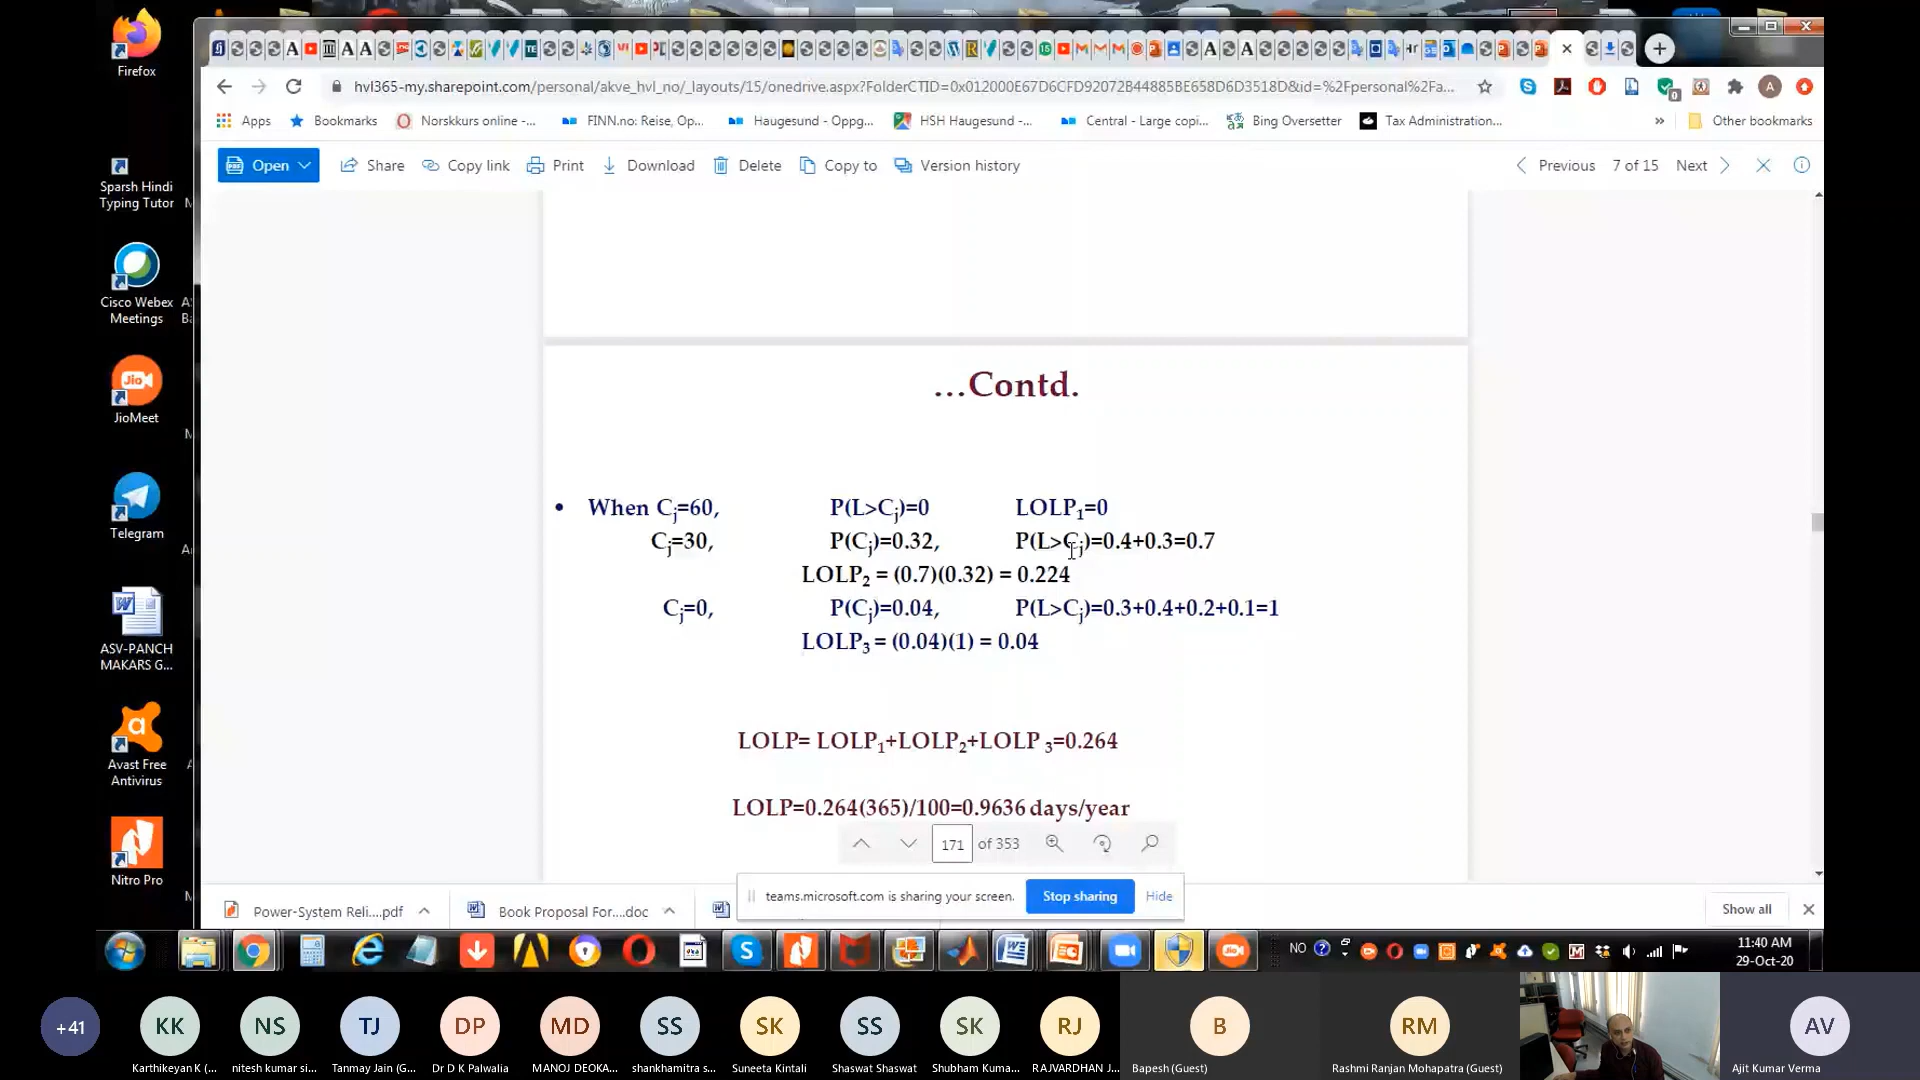 Firefox
Sparsh Hindi
Typing Tutor
Cisco Webex
Meetings
JioMeet
Telegram
ASV-PANCH
MAKARS G...
Avast Free
Antivirus
Nitro Pro
hvl365-my.sharepoint.com/personal/akve_hvl_no/_layouts/15/onedrive.aspx?FolderCTID=0x012000E67D6CFD92072B44885BE658D6D3518D&id=%2Fpersonal%2Fa...
Apps
Bookmarks
Norskkurs online -...
FINN.no: Reise, Op...
Haugesund - Oppg...
HSH Haugesund -...
Central - Large copi...
Bing Oversetter
Tax Administration...
»
Other bookmarks
Open
Share
Copy link
Print
Download
Delete
Copy to
Version history
Previous
7 of 15
Next
...Contd.
• When Cj=60, P(L>Cj)=0 LOLP1=0
Cj=30, P(Cj)=0.32, P(L>Cj)=0.4+0.3=0.7
LOLP2 = (0.7)(0.32) = 0.224
Cj=0, P(Cj)=0.04, P(L>Cj)=0.3+0.4+0.2+0.1=1
LOLP3 = (0.04)(1) = 0.04
LOLP= LOLP1+LOLP2+LOLP 3=0.264
LOLP=0.264(365)/100=0.9636 days/year
171 of 353
teams.microsoft.com is sharing your screen.
Stop sharing
Hide
Power-System Reli....pdf
Book Proposal For....doc
Show all
NO
11:40 AM
29-Oct-20
+41
KK
NS
TJ
DP
MD
SS
SK
SS
SK
RJ
B
RM
AV
Karthikeyan K (...
nitesh kumar si...
Tanmay Jain (G...
Dr D K Palwalia
MANOJ DEOKA...
shankhamitra s...
Suneeta Kintali
Shaswat Shaswat
Shubham Kuma...
RAJVARDHAN J...
Bapesh (Guest)
Rashmi Ranjan Mohapatra (Guest)
Ajit Kumar Verma